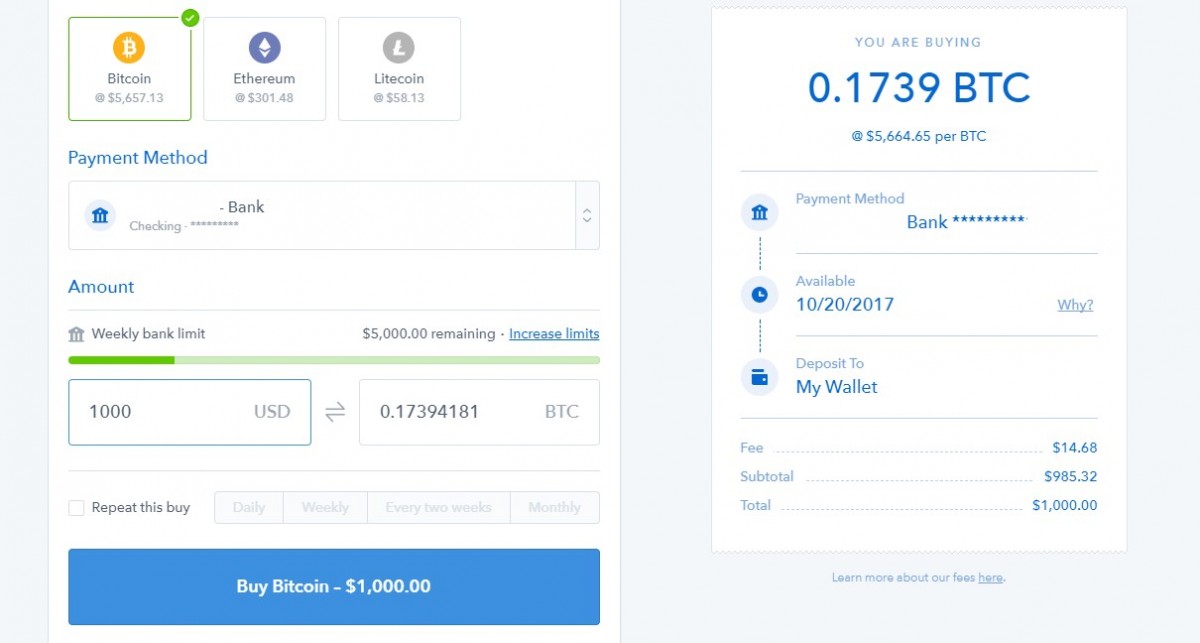 Bitcoin
@ $5,657.13
Ethereum
@ $301.48
Litecoin
@ $58.13
Payment Method
- Bank
Checking - *********
Amount
Weekly bank limit
$5,000.00 remaining · Increase limits
1000 USD
0.17394181 BTC
Repeat this buy
Daily
Weekly
Every two weeks
Monthly
Buy Bitcoin – $1,000.00
YOU ARE BUYING
0.1739 BTC
@ $5,664.65 per BTC
Payment Method
Bank *********
Available
10/20/2017
Why?
Deposit To
My Wallet
Fee $14.68
Subtotal $985.32
Total $1,000.00
Learn more about our fees here.